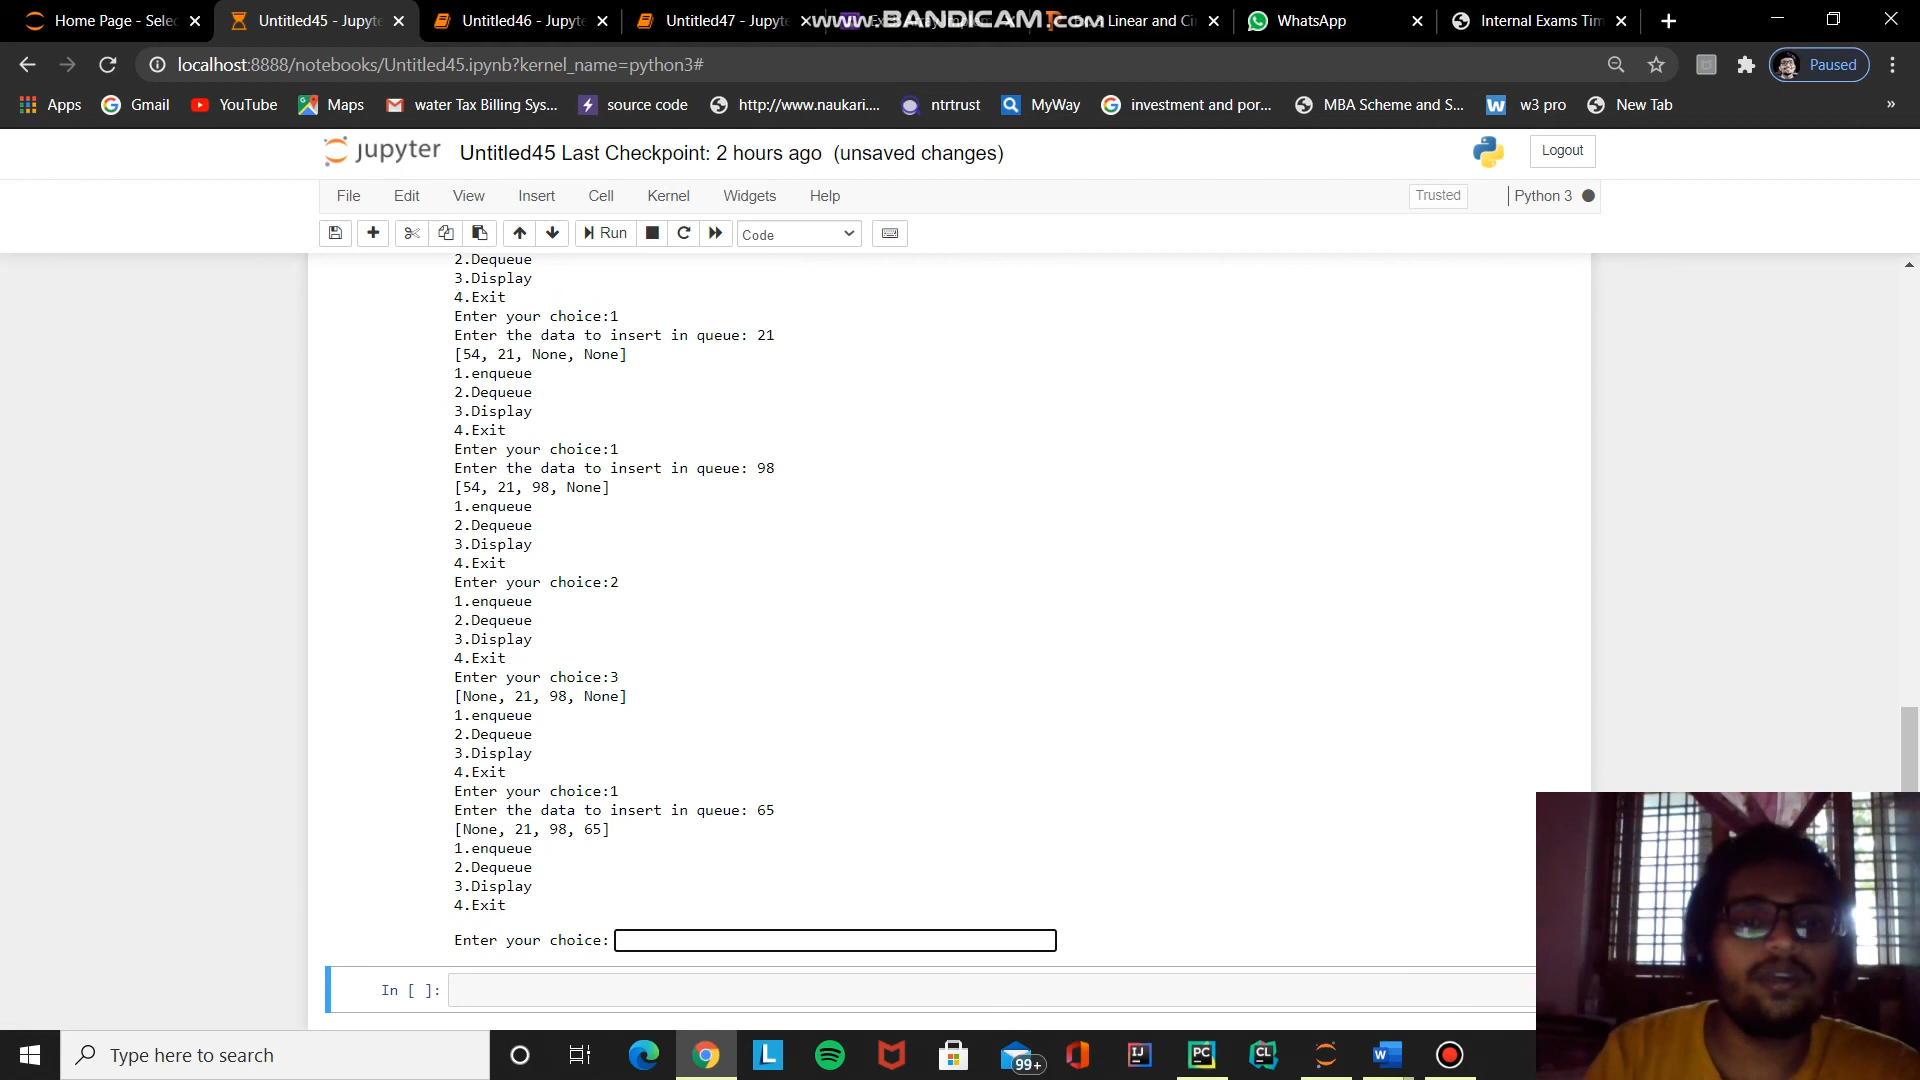 Home Page - Selec
Untitled45 - Jupyte
Untitled46 - Jupyte
Untitled47 - Jupyte
www.BANDICAM.com
Linear and Ci
WhatsApp
Internal Exams Tim
localhost:8888/notebooks/Untitled45.ipynb?kernel_name=python3#
Paused
Apps
Gmail
YouTube
Maps
water Tax Billing Sys...
source code
http://www.naukari....
ntrtrust
MyWay
investment and por...
MBA Scheme and S...
w3 pro
New Tab
»
jupyter
Untitled45 Last Checkpoint: 2 hours ago (unsaved changes)
Logout
File
Edit
View
Insert
Cell
Kernel
Widgets
Help
Trusted
Python 3
Run
Code
2.Dequeue
3.Display
4.Exit
Enter your choice:1
Enter the data to insert in queue: 21
[54, 21, None, None]
1.enqueue
2.Dequeue
3.Display
4.Exit
Enter your choice:1
Enter the data to insert in queue: 98
[54, 21, 98, None]
1.enqueue
2.Dequeue
3.Display
4.Exit
Enter your choice:2
1.enqueue
2.Dequeue
3.Display
4.Exit
Enter your choice:3
[None, 21, 98, None]
1.enqueue
2.Dequeue
3.Display
4.Exit
Enter your choice:1
Enter the data to insert in queue: 65
[None, 21, 98, 65]
1.enqueue
2.Dequeue
3.Display
4.Exit
Enter your choice:
In [ ]:
Type here to search
L
99+
IJ
PC
CL
W